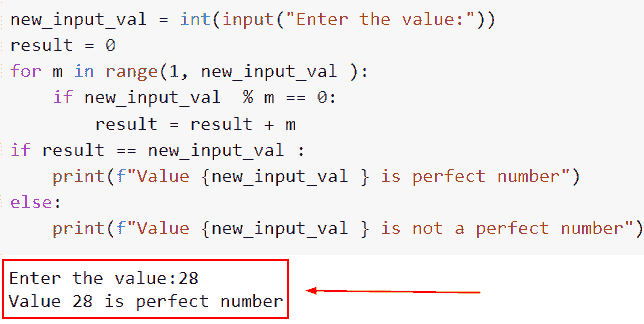 new_input_val = int(input("Enter the value:"))
result = 0
for m in range(1, new_input_val ):
    if new_input_val  % m == 0:
        result = result + m
if result == new_input_val :
    print(f"Value {new_input_val } is perfect number")
else:
    print(f"Value {new_input_val } is not a perfect number")
Enter the value:28
Value 28 is perfect number